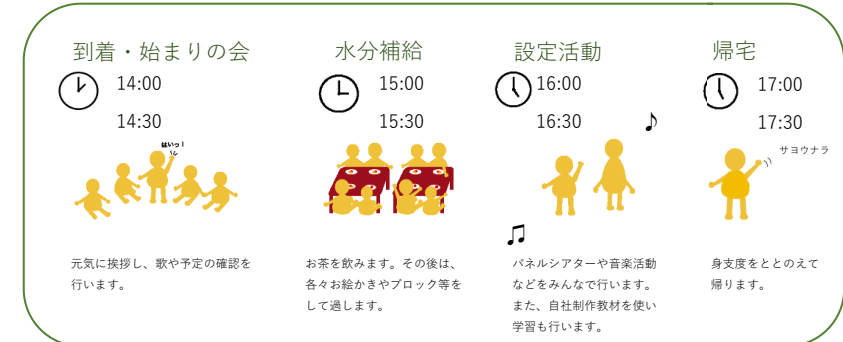 到着・始まりの会
14:00
14:30
はいっ！
元気に挨拶し、歌や予定の確認を
行います。
水分補給
15:00
15:30
お茶を飲みます。その後は、
各々お絵かきやブロック等を
して過します。
設定活動
16:00
16:30
パネルシアターや音楽活動
などをみんなで行います。
また、自社制作教材を使い
学習も行います。
帰宅
17:00
17:30
サヨウナラ
身支度をととのえて
帰ります。